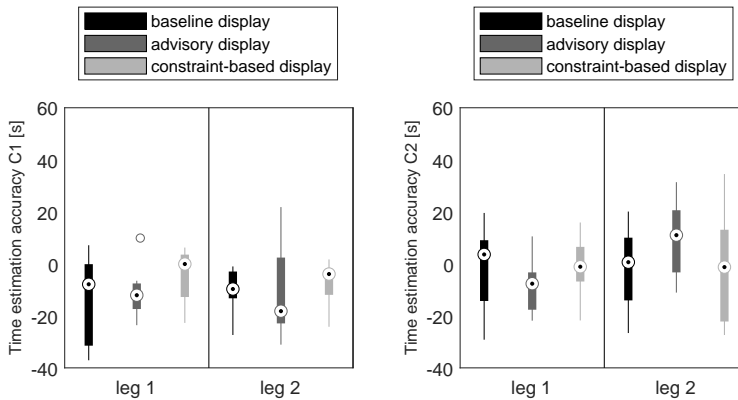 baseline display
advisory display
constraint-based display
Time estimation accuracy C1 [s]
60
40
20
0
-20
-40
leg 1
leg 2
baseline display
advisory display
constraint-based display
Time estimation accuracy C2 [s]
60
40
20
0
-20
-40
leg 1
leg 2